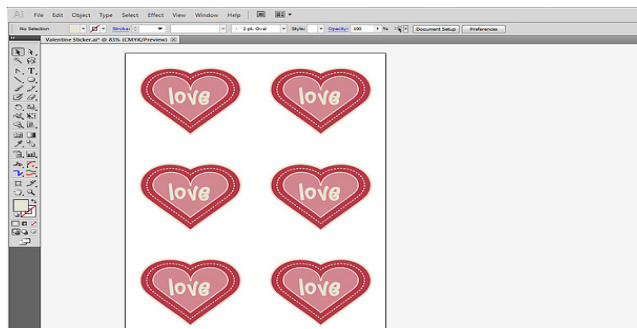 Ai File Edit Object Type Select Effect View Window Help
No Selection Stroke: 2 pt. Oval Style: Opacity: 100 % Document Setup Preferences
Valentine Sticker.ai* @ 83% (CMYK/Preview)
love love
love love
love love